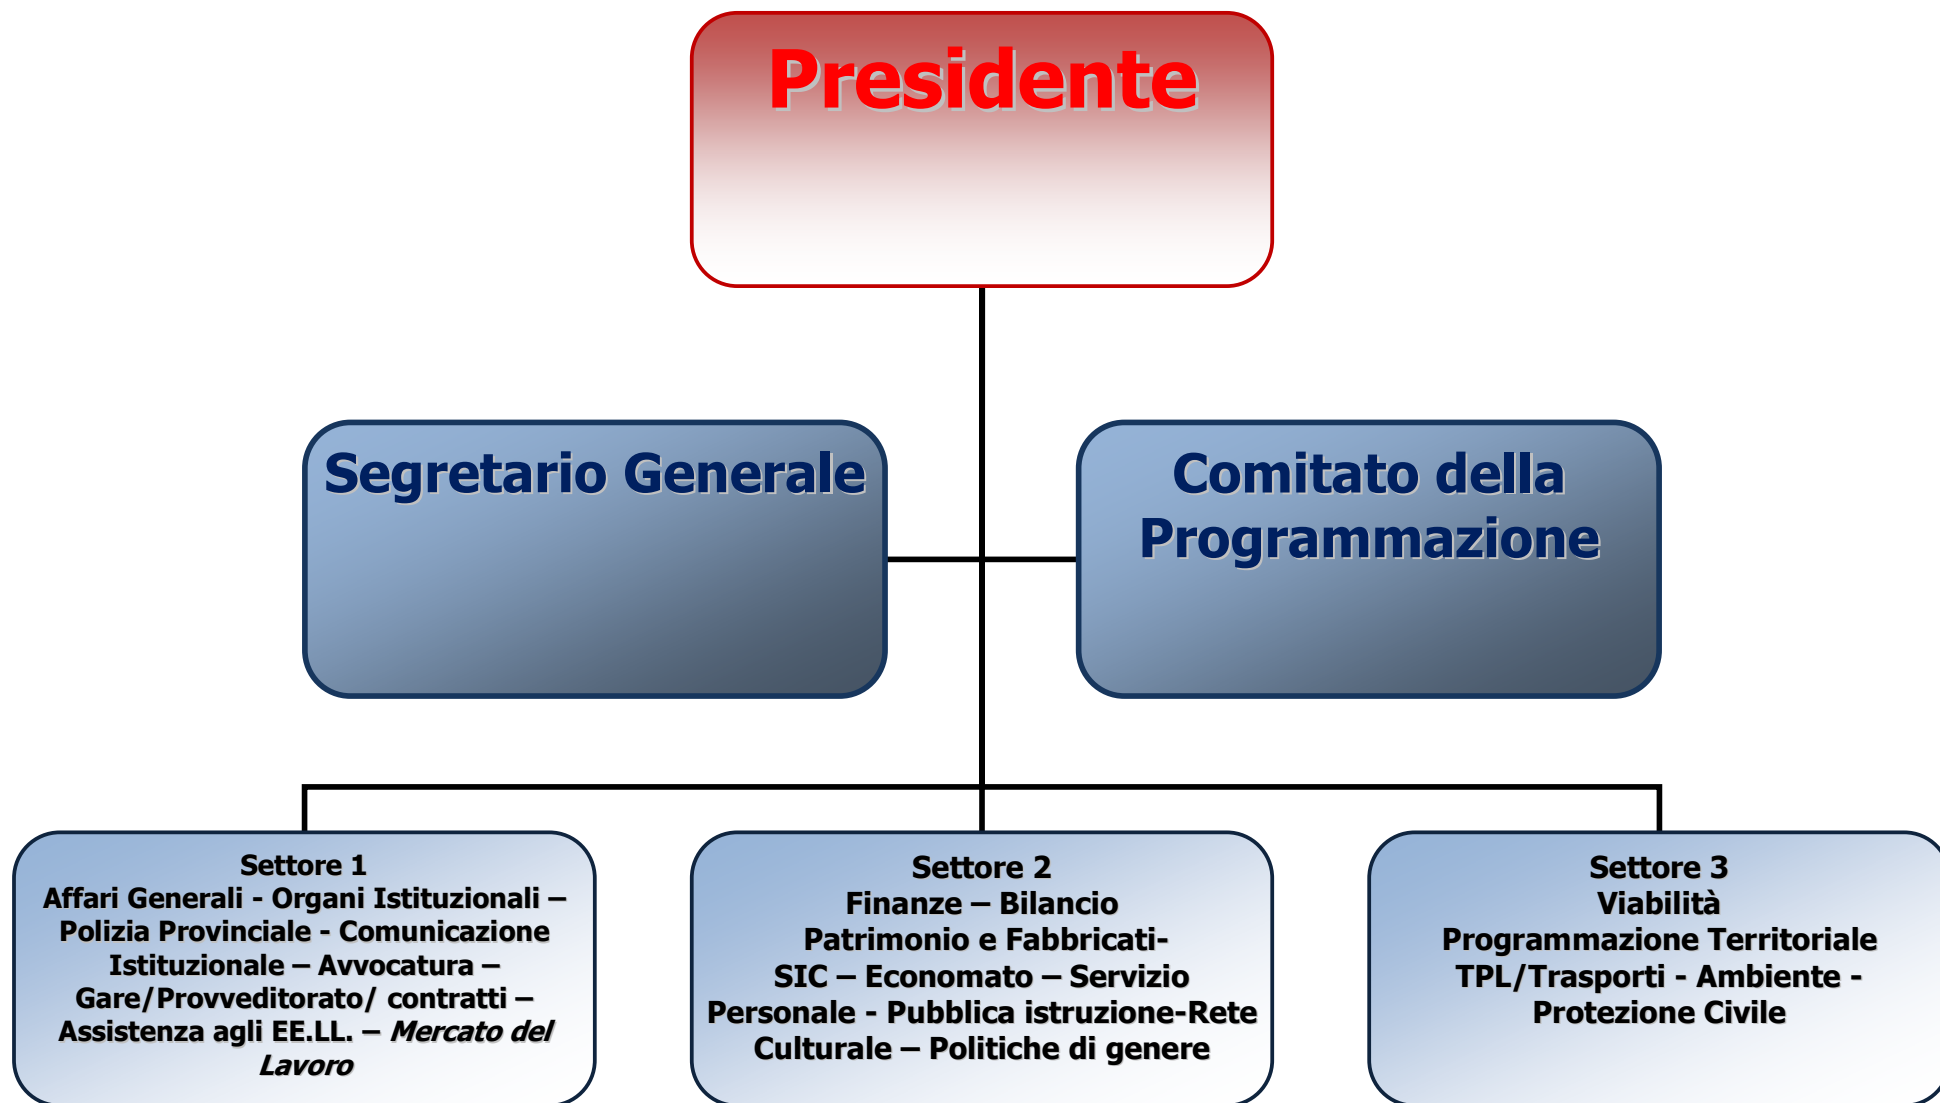 Presidente
Segretario Generale
Comitato della
Programmazione
Settore 1
Affari Generali - Organi Istituzionali –
Polizia Provinciale - Comunicazione
Istituzionale – Avvocatura –
Gare/Provveditorato/ contratti –
Assistenza agli EE.LL. – Mercato del
Lavoro
Settore 2
Finanze – Bilancio
Patrimonio e Fabbricati-
SIC – Economato – Servizio
Personale - Pubblica istruzione-Rete
Culturale – Politiche di genere
Settore 3
Viabilità
Programmazione Territoriale
TPL/Trasporti - Ambiente -
Protezione Civile